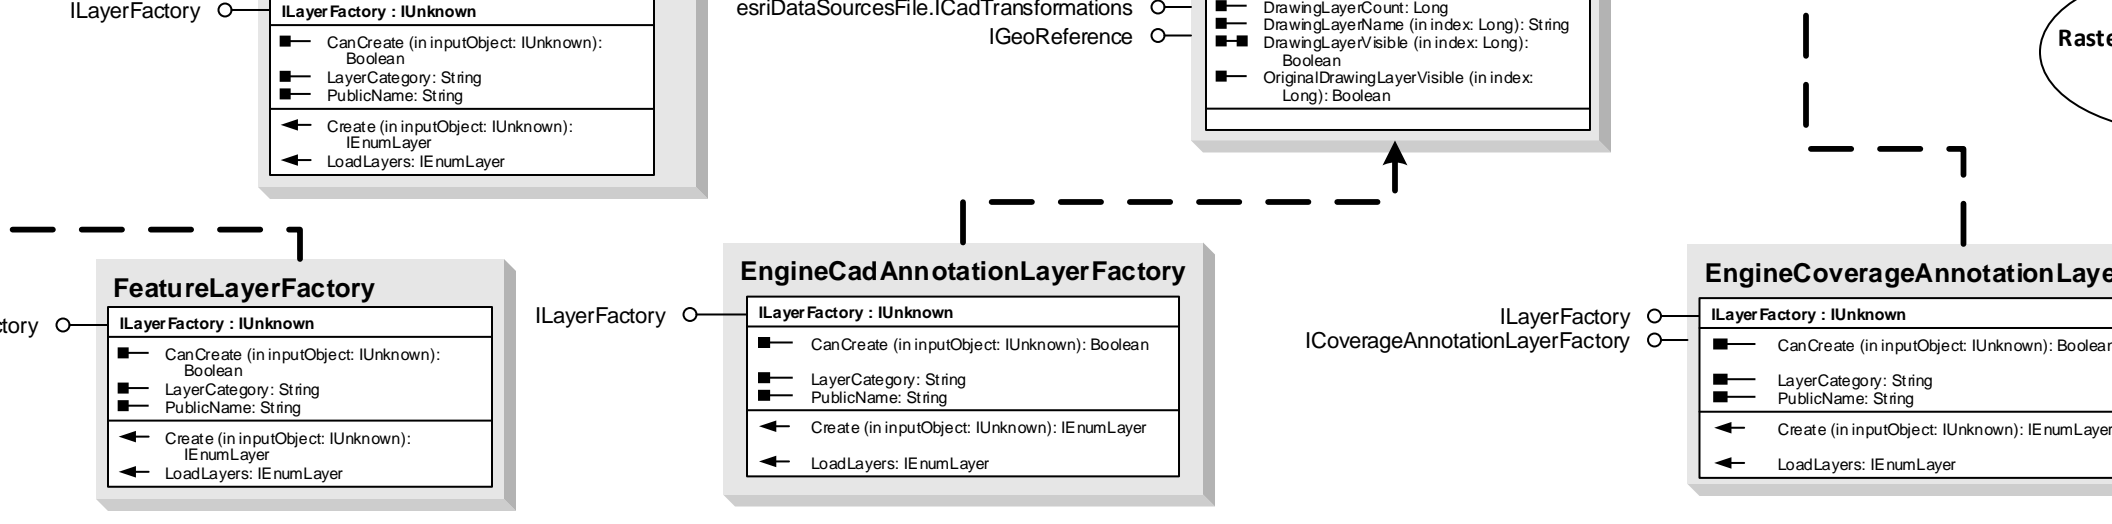 ILayerFactory
ILayerFactory : IUnknown
CanCreate (in inputObject: IUnknown):
Boolean
LayerCategory: String
PublicName: String
Create (in inputObject: IUnknown):
IEnumLayer
LoadLayers: IEnumLayer
esriDataSourcesFile.ICadTransformations
IGeoReference
DrawingLayerCount: Long
DrawingLayerName (in index: Long): String
DrawingLayerVisible (in index: Long):
Boolean
OriginalDrawingLayerVisible (in index:
Long): Boolean
Raste
FeatureLayerFactory
ctory
ILayerFactory : IUnknown
CanCreate (in inputObject: IUnknown):
Boolean
LayerCategory: String
PublicName: String
Create (in inputObject: IUnknown):
IEnumLayer
LoadLayers: IEnumLayer
EngineCadAnnotationLayerFactory
ILayerFactory
ILayerFactory : IUnknown
CanCreate (in inputObject: IUnknown): Boolean
LayerCategory: String
PublicName: String
Create (in inputObject: IUnknown): IEnumLayer
LoadLayers: IEnumLayer
EngineCoverageAnnotationLaye
ILayerFactory
ICoverageAnnotationLayerFactory
ILayerFactory : IUnknown
CanCreate (in inputObject: IUnknown): Boolean
LayerCategory: String
PublicName: String
Create (in inputObject: IUnknown): IEnumLayer
LoadLayers: IEnumLayer